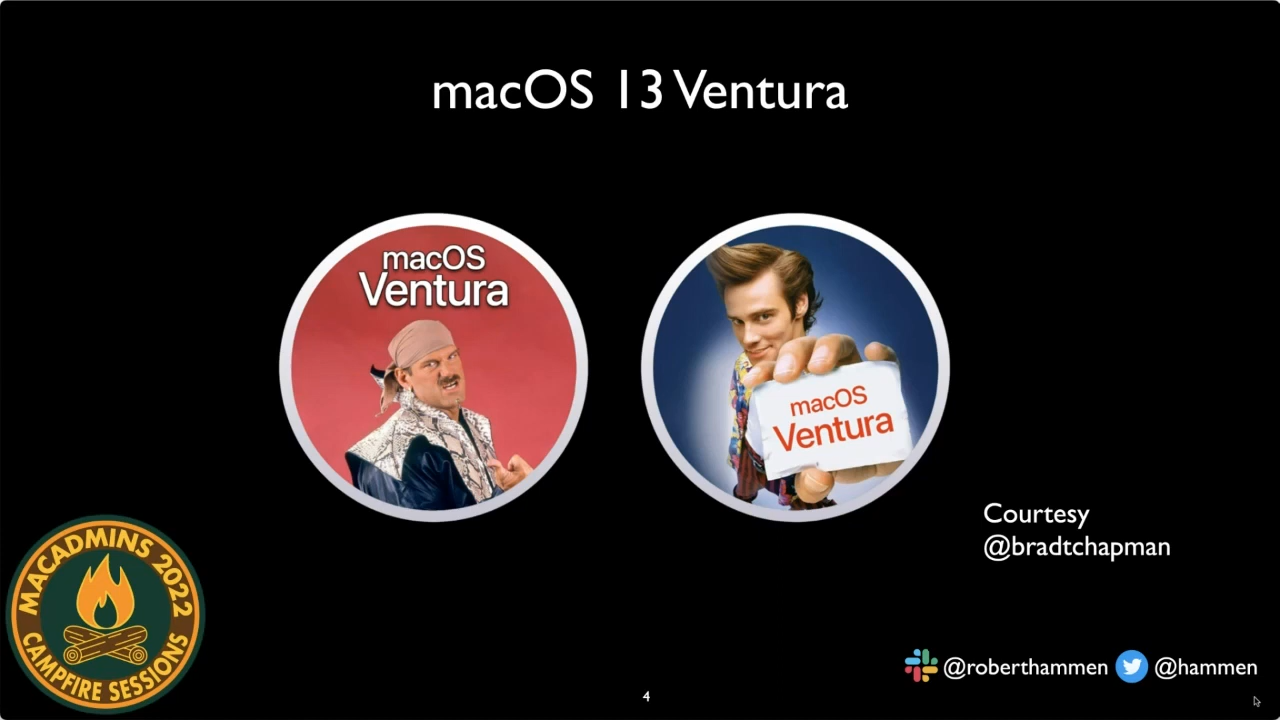 macOS 13 Ventura
macOS
Ventura
macOS
Ventura
Courtesy
@bradtchapman
MACADMINS 2022
CAMPFIRE SESSIONS
@roberthammen @hammen
4